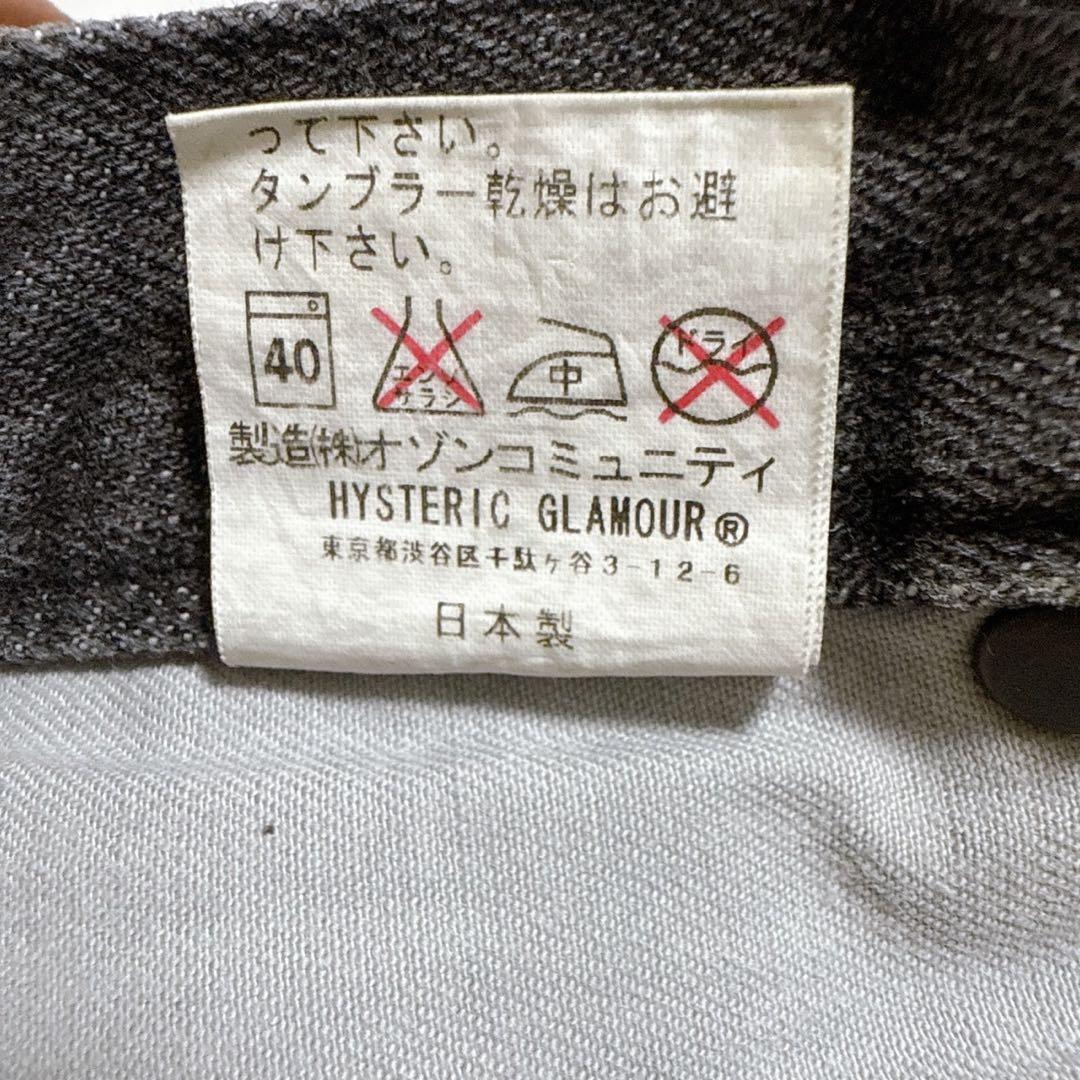 って下さい。
タンブラー乾燥はお避
け下さい。
40 エンソ サラシ 中 ドライ
製造(株)オゾンコミュニティ
HYSTERIC GLAMOUR®
東京都渋谷区千駄ヶ谷3-12-6
日本製